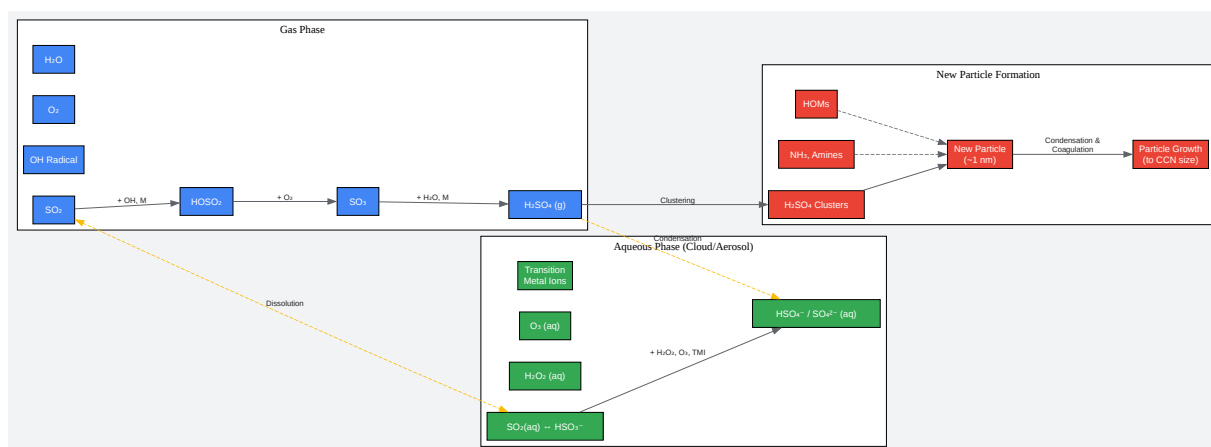 Gas Phase
H₂O
O₂
OH Radical
SO₂
+ OH, M
HOSO₂
+ O₂
SO₃
+ H₂O, M
H₂SO₄ (g)
Clustering
Condensation
Dissolution
New Particle Formation
HOMs
NH₃, Amines
H₂SO₄ Clusters
New Particle
(~1 nm)
Condensation &
Coagulation
Particle Growth
(to CCN size)
Aqueous Phase (Cloud/Aerosol)
Transition
Metal Ions
O₃ (aq)
H₂O₂ (aq)
SO₂(aq) ↔ HSO₃⁻
+ H₂O₂, O₃, TMI
HSO₄⁻ / SO₄²⁻ (aq)